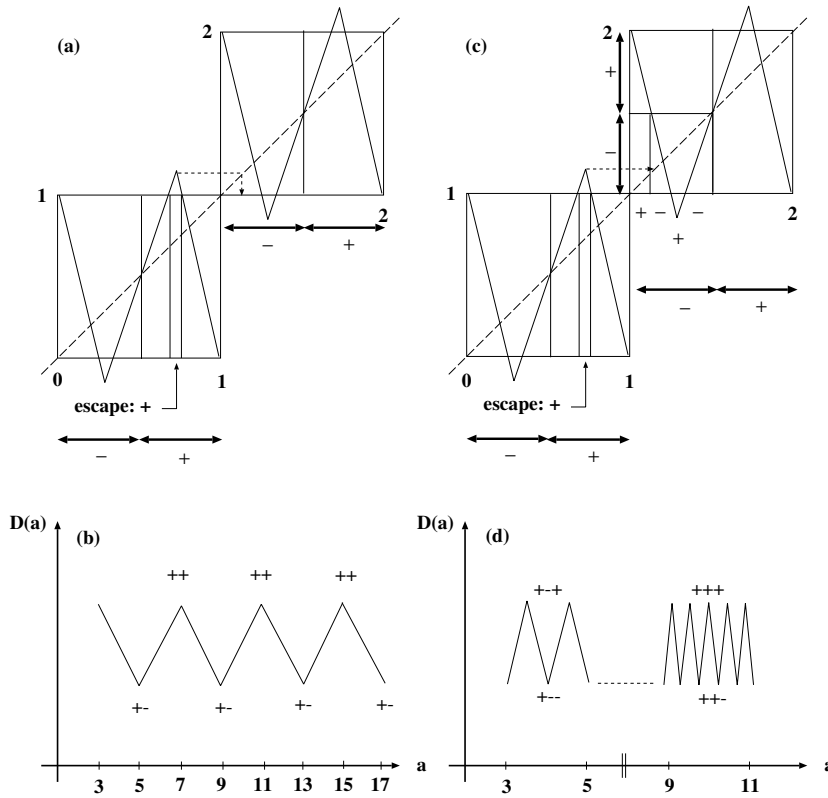 (a)
2
1
2
− +
0 1
escape: +
− +
(c)
2
+
−
1
2
+ − −
+
− +
0 1
escape: +
− +
D(a)
(b)
++ ++ ++
+- +- +- +-
3 5 7 9 11 13 15 17
a
D(a)
(d)
+-+ +++
+-- ++-
3 5 9 11
a